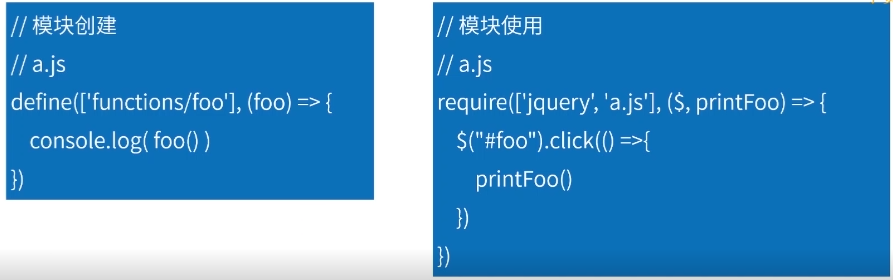 // 模块创建
// a.js
define(['functions/foo'], (foo) => {
console.log( foo() )
})
// 模块使用
// a.js
require(['jquery', 'a.js'], ($, printFoo) => {
$("#foo").click(() =>{
printFoo()
})
})